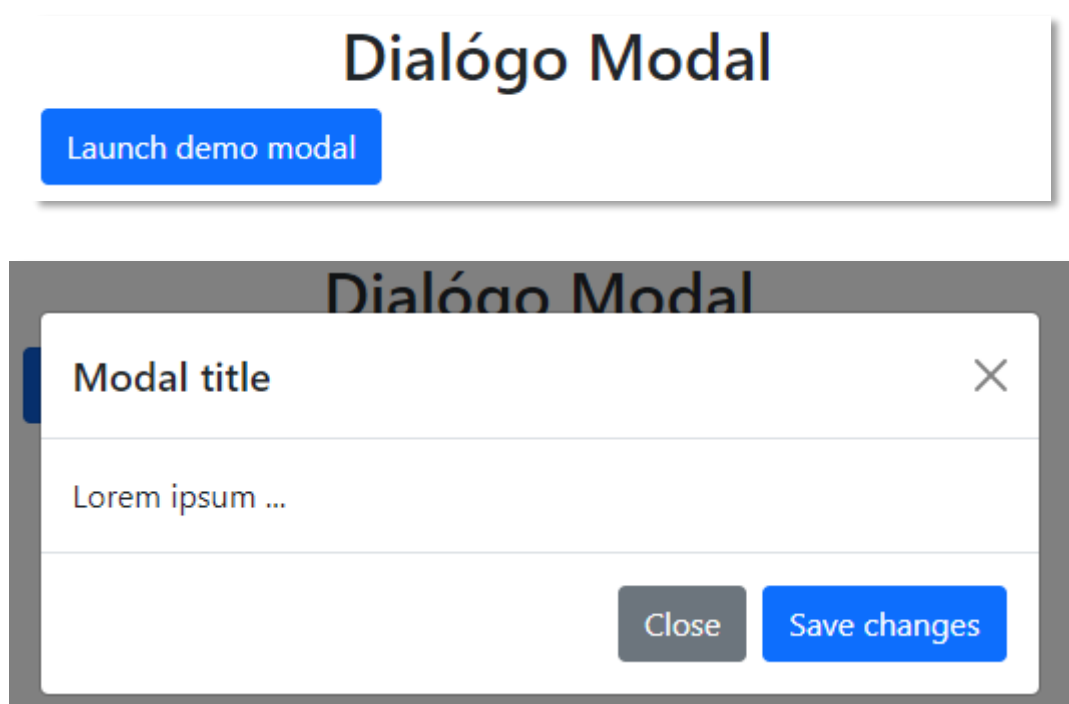 Dialógo Modal
Launch demo modal
Dialógo Modal
Modal title
Lorem ipsum ...
Close Save changes